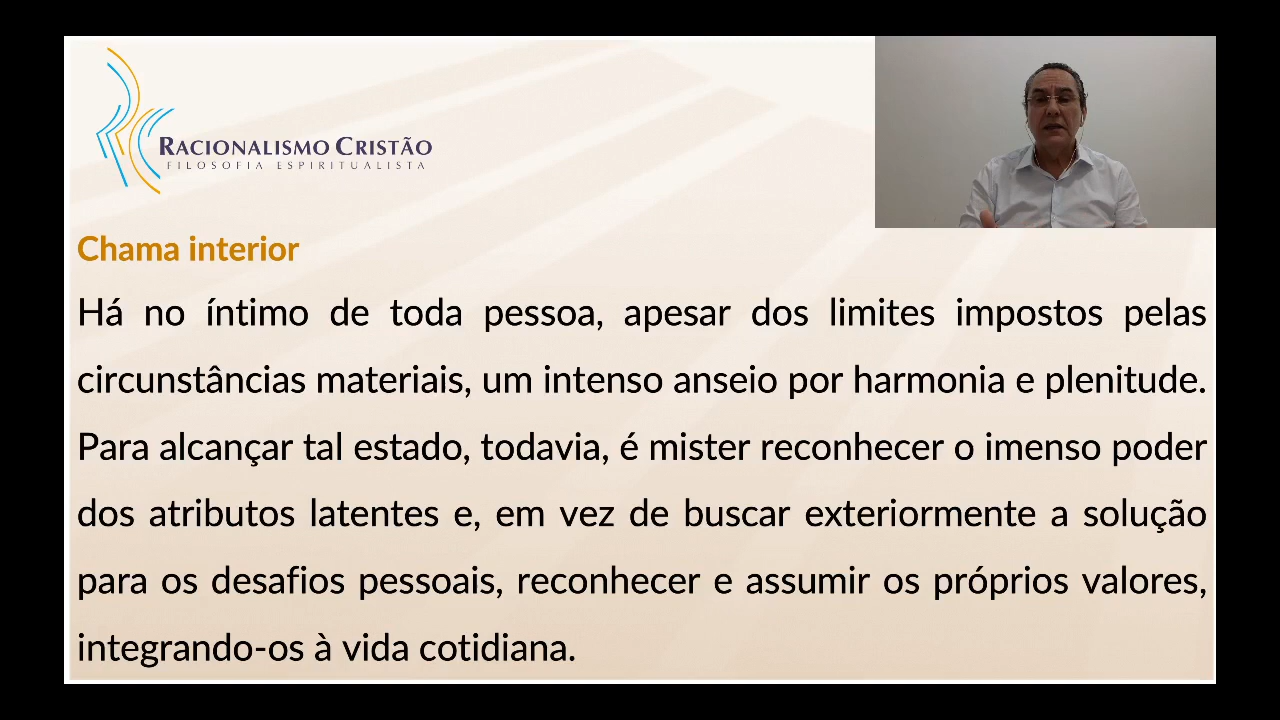 RACIONALISMO CRISTÃO
FILOSOFIA ESPIRITUALISTA
Chama interior
Há no íntimo de toda pessoa, apesar dos limites impostos pelas
circunstâncias materiais, um intenso anseio por harmonia e plenitude.
Para alcançar tal estado, todavia, é mister reconhecer o imenso poder
dos atributos latentes e, em vez de buscar exteriormente a solução
para os desafios pessoais, reconhecer e assumir os próprios valores,
integrando-os à vida cotidiana.